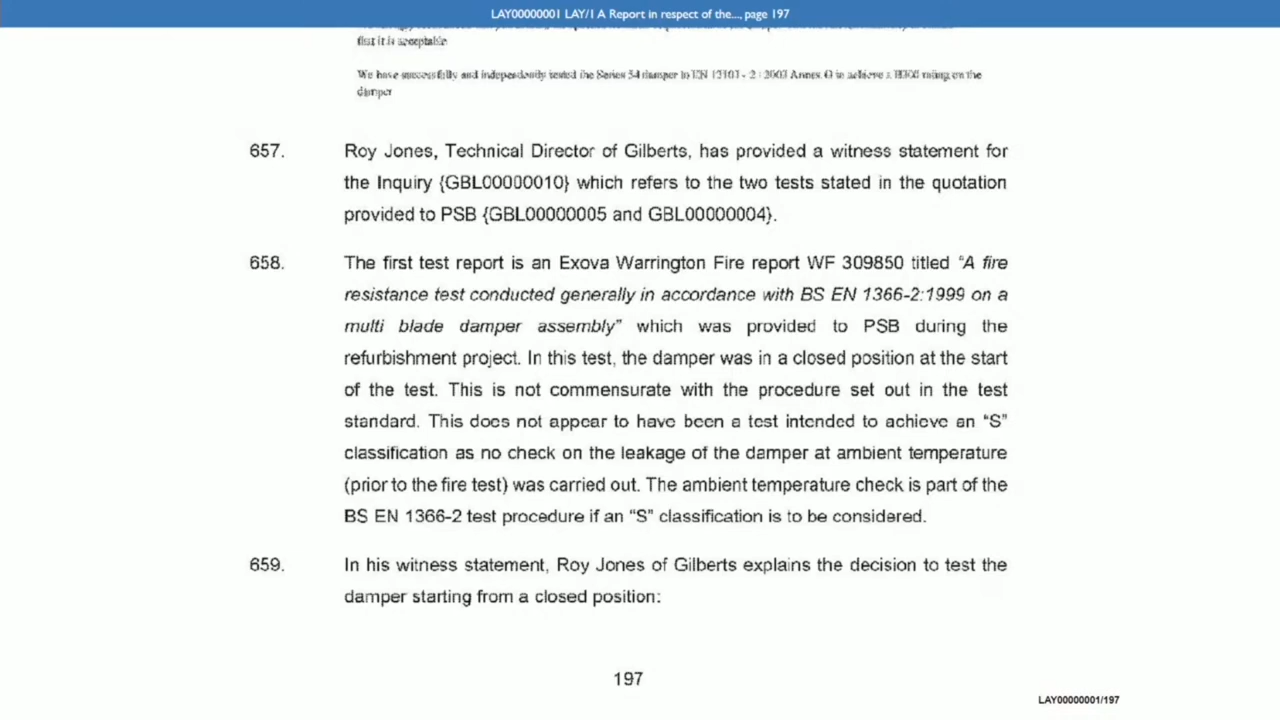 LAY00000001 LAY/1 A Report in respect of the..., page 197
that it is acceptable
We have successfully and independently tested the Series 54 damper to EN 12101 - 2 : 2003 Annex G to achieve a rating on the
damper
657. Roy Jones, Technical Director of Gilberts, has provided a witness statement for
the Inquiry {GBL00000010} which refers to the two tests stated in the quotation
provided to PSB {GBL00000005 and GBL00000004}.
658. The first test report is an Exova Warrington Fire report WF 309850 titled “A fire
resistance test conducted generally in accordance with BS EN 1366-2:1999 on a
multi blade damper assembly” which was provided to PSB during the
refurbishment project. In this test, the damper was in a closed position at the start
of the test. This is not commensurate with the procedure set out in the test
standard. This does not appear to have been a test intended to achieve an “S”
classification as no check on the leakage of the damper at ambient temperature
(prior to the fire test) was carried out. The ambient temperature check is part of the
BS EN 1366-2 test procedure if an “S” classification is to be considered.
659. In his witness statement, Roy Jones of Gilberts explains the decision to test the
damper starting from a closed position:
197
LAY00000001/197